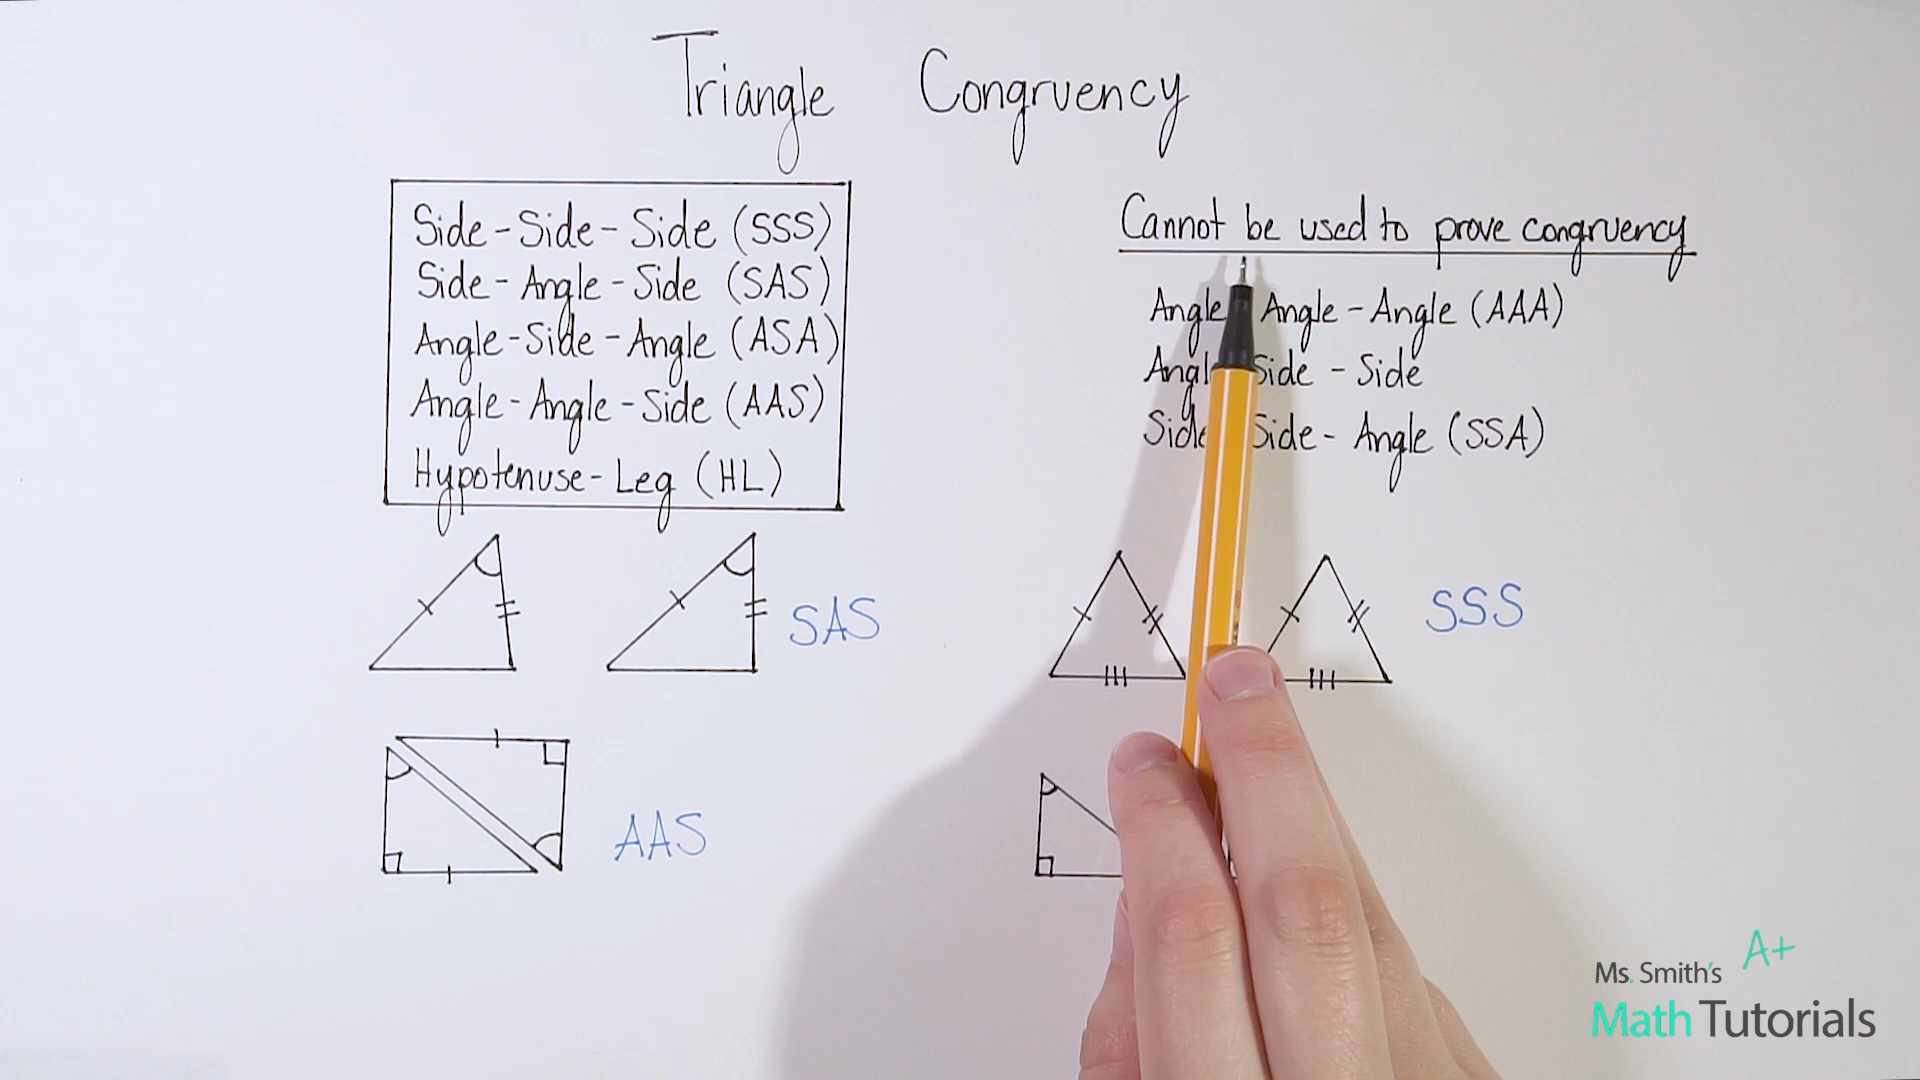 Triangle Congruency
Side-Side-Side (SSS)
Side-Angle-Side (SAS)
Angle-Side-Angle (ASA)
Angle-Angle-Side (AAS)
Hypotenuse-Leg (HL)
Cannot be used to prove congruency
Angle Angle-Angle (AAA)
Side - Side
Side - Angle (SSA)
SAS
SSS
AAS
Ms. Smith's A+
Math Tutorials